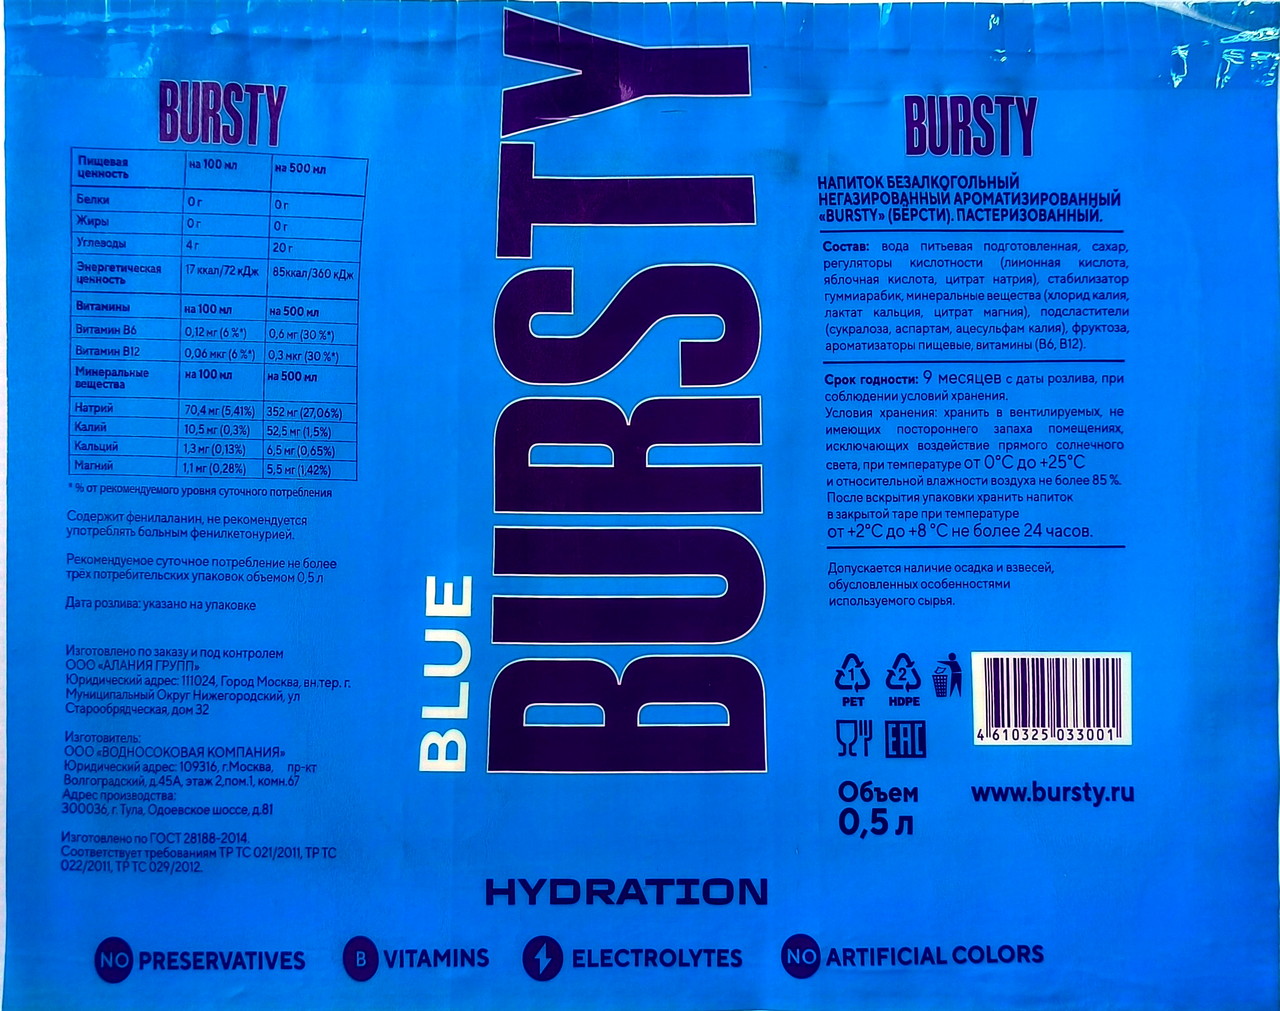 BURSTY
Пищевая ценность на 100 мл на 500 мл
Белки 0 г 0 г
Жиры 0 г 0 г
Углеводы 4 г 20 г
Энергетическая ценность 17 ккал/72 кДж 85ккал/360 кДж
Витамины на 100 мл на 500 мл
Витамин В6 0,12 мг (6 %*) 0,6 мг (30 %*)
Витамин В12 0,06 мкг (6 %*) 0,3 мкг (30 %*)
Минеральные вещества на 100 мл на 500 мл
Натрий 70,4 мг (5,41%) 352 мг (27,06%)
Калий 10,5 мг (0,3%) 52,5 мг (1,5%)
Кальций 1,3 мг (0,13%) 6,5 мг (0,65%)
Магний 1,1 мг (0,28%) 5,5 мг (1,42%)
* % от рекомендуемого уровня суточного потребления
Содержит фенилаланин, не рекомендуется
употреблять больным фенилкетонурией.
Рекомендуемое суточное потребление не более
трёх потребительских упаковок объемом 0,5 л
Дата розлива: указано на упаковке
Изготовлено по заказу и под контролем
ООО «АЛАНИЯ ГРУПП»
Юридический адрес: 111024, Город Москва, вн.тер. г.
Муниципальный Округ Нижегородский, ул
Старообрядческая, дом 32
Изготовитель:
ООО «ВОДНОСОКОВАЯ КОМПАНИЯ»
Юридический адрес: 109316, г.Москва, пр-кт
Волгоградский, д.45А, этаж 2,пом.1, комн.67
Адрес производства:
300036, г. Тула, Одоевское шоссе, д.81
Изготовлено по ГОСТ 28188-2014.
Соответствует требованиям ТР ТС 021/2011, ТР ТС
022/2011, ТР ТС 029/2012.
BLUE
BURSTY
HYDRATION
BURSTY
НАПИТОК БЕЗАЛКОГОЛЬНЫЙ
НЕГАЗИРОВАННЫЙ АРОМАТИЗИРОВАННЫЙ
«BURSTY» (БЁРСТИ). ПАСТЕРИЗОВАННЫЙ.
Состав: вода питьевая подготовленная, сахар,
регуляторы кислотности (лимонная кислота,
яблочная кислота, цитрат натрия), стабилизатор
гуммиарабик, минеральные вещества (хлорид калия,
лактат кальция, цитрат магния), подсластители
(сукралоза, аспартам, ацесульфам калия), фруктоза,
ароматизаторы пищевые, витамины (В6, В12).
Срок годности: 9 месяцев с даты розлива, при
соблюдении условий хранения.
Условия хранения: хранить в вентилируемых, не
имеющих постороннего запаха помещениях,
исключающих воздействие прямого солнечного
света, при температуре от 0°С до +25°С
и относительной влажности воздуха не более 85 %.
После вскрытия упаковки хранить напиток
в закрытой таре при температуре
от +2°С до +8 °С не более 24 часов.
Допускается наличие осадка и взвесей,
обусловленных особенностями
используемого сырья.
1 2
PET HDPE
EAC
4 610325 033001
Объем
0,5 л
www.bursty.ru
NO PRESERVATIVES B VITAMINS ELECTROLYTES NO ARTIFICIAL COLORS